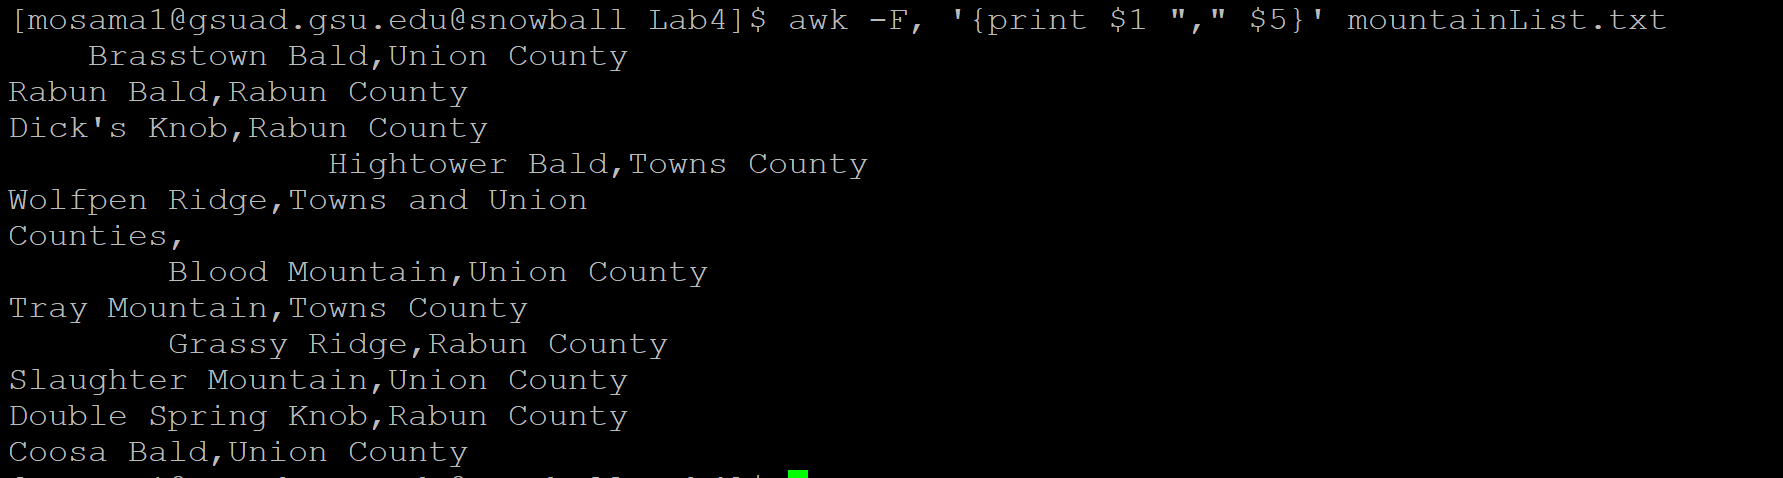 [mosama1@gsuad.gsu.edu@snowball Lab4]$ awk -F, '{print $1 "," $5}' mountainList.txt
    Brasstown Bald,Union County
Rabun Bald,Rabun County
Dick's Knob,Rabun County
                Hightower Bald,Towns County
Wolfpen Ridge,Towns and Union
Counties,
        Blood Mountain,Union County
Tray Mountain,Towns County
        Grassy Ridge,Rabun County
Slaughter Mountain,Union County
Double Spring Knob,Rabun County
Coosa Bald,Union County